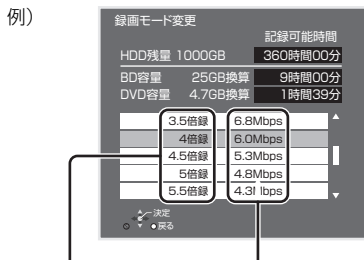 例)
録画モード変更
記録可能時間
HDD残量 1000GB 360時間00分
BD容量 25GB換算 9時間00分
DVD容量 4.7GB換算 1時間39分
3.5倍録 6.8Mbps
4倍録 6.0Mbps
4.5倍録 5.3Mbps
5倍録 4.8Mbps
5.5倍録 4.3Mbps
決定
戻る